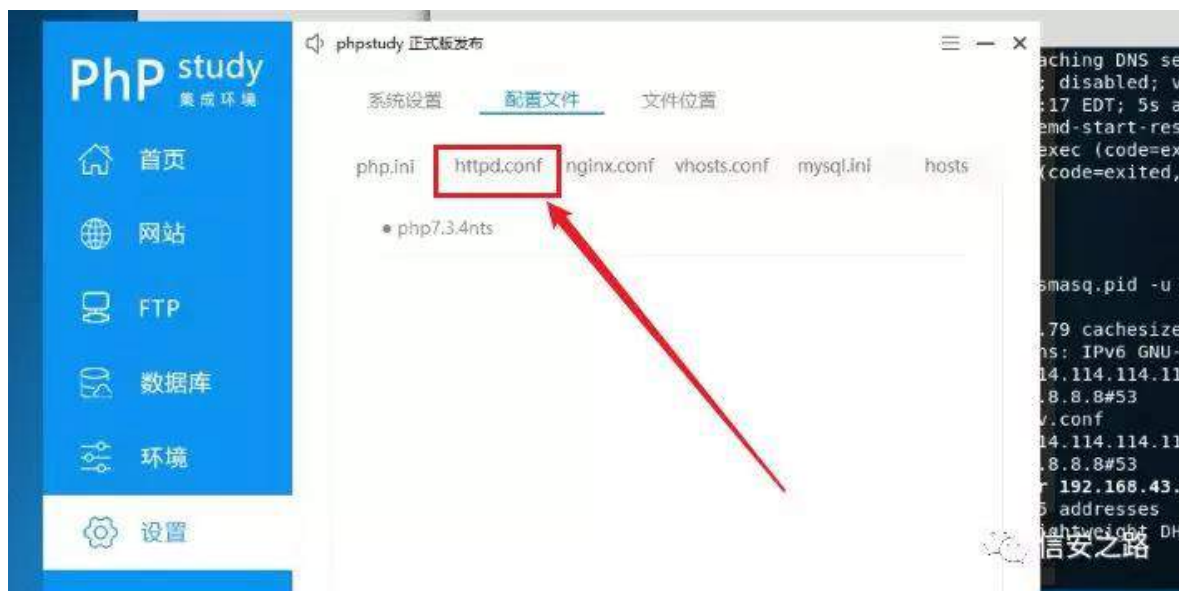 phpstudy 正式版发布
PhP study
集成环境
系统设置 配置文件 文件位置
首页
php.ini httpd.conf nginx.conf vhosts.conf mysql.ini hosts
php7.3.4nts
网站
FTP
数据库
环境
设置
aching DNS se
; disabled; v
:17 EDT; 5s a
emd-start-res
exec (code=ex
(code=exited,
smasq.pid -u
.79 cachesize
ns: IPv6 GNU-
14.114.114.11
.8.8.8#53
v.conf
14.114.114.11
.8.8.8#53
r 192.168.43.
5 addresses
ightweight DH
信安之路